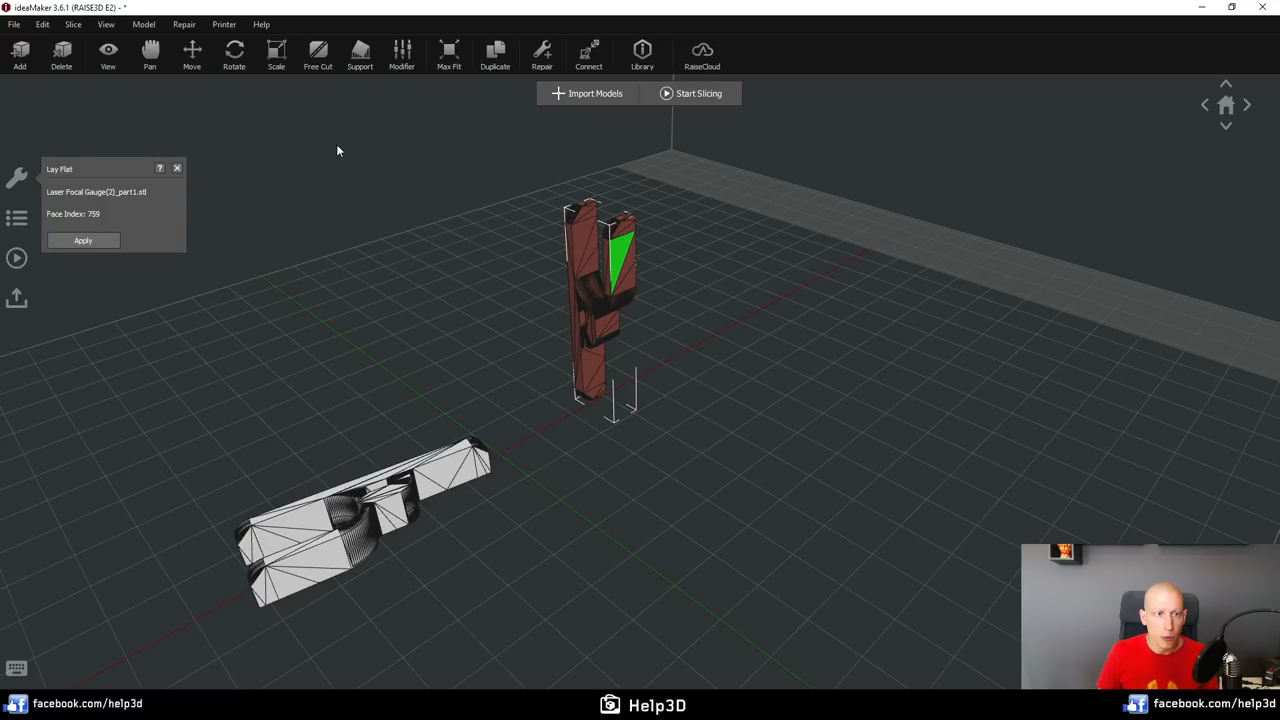 ideaMaker 3.6.1 (RAISE3D E2) - *
File Edit Slice View Model Repair Printer Help
Add Delete View Pan Move Rotate Scale Free Cut Support Modifier Max Fit Duplicate Repair Connect Library RaiseCloud
Import Models Start Slicing
Lay Flat ?
Laser Focal Gauge(2)_part1.stl
Face Index: 759
Apply
facebook.com/help3d Help3D facebook.com/help3d